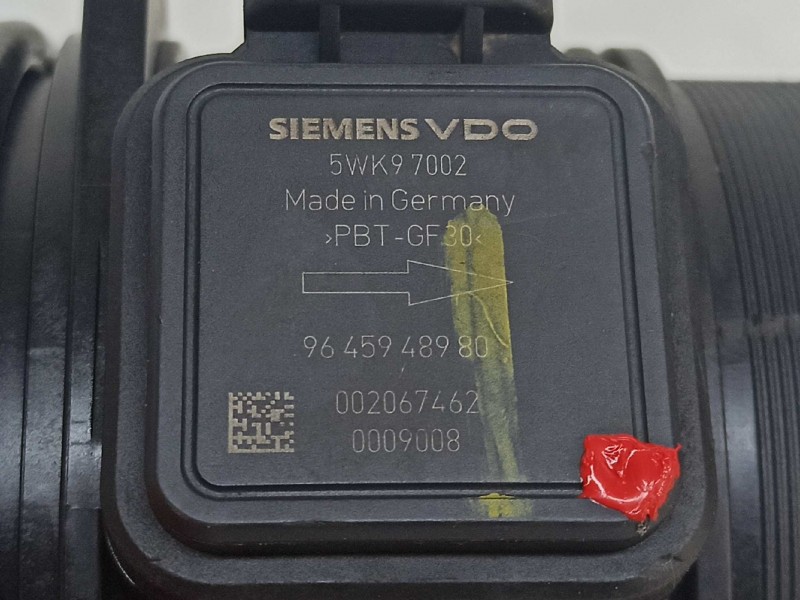 SIEMENS VDO
5WK9 7002
Made in Germany
>PBT-GF30<
96 459 489 80
002067462
0009008